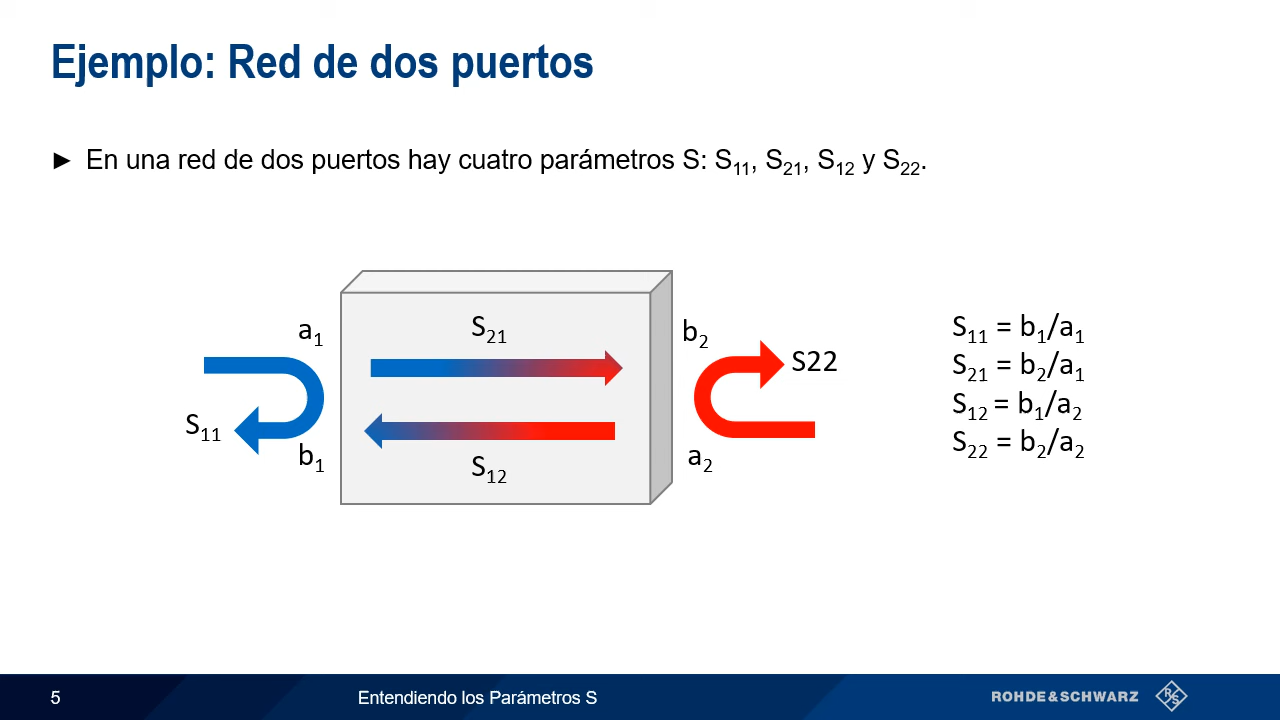 Ejemplo: Red de dos puertos
► En una red de dos puertos hay cuatro parámetros S: S₁₁, S₂₁, S₁₂ y S₂₂.
a₁
S₂₁
b₂
S22
S₁₁
b₁
S₁₂
a₂
S₁₁ = b₁/a₁
S₂₁ = b₂/a₁
S₁₂ = b₁/a₂
S₂₂ = b₂/a₂
5
Entendiendo los Parámetros S
ROHDE&SCHWARZ
R&S